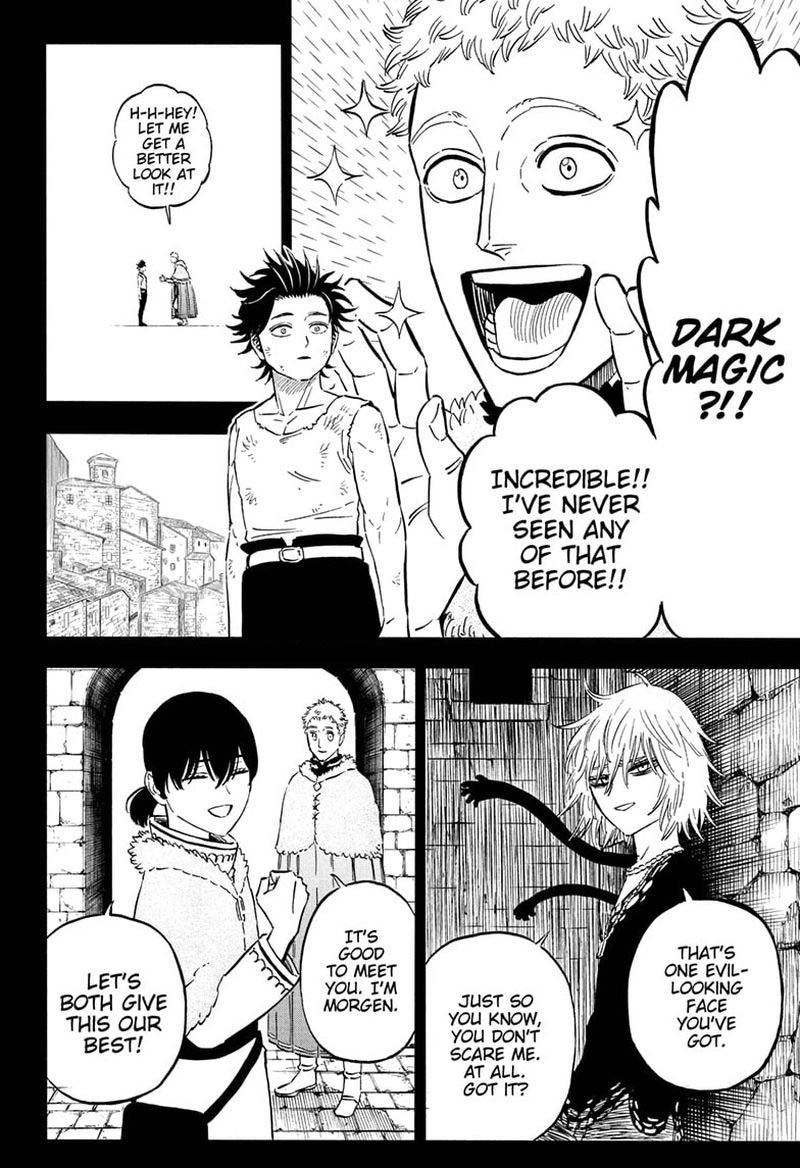 DARK
MAGIC
?!!
INCREDIBLE!!
I'VE NEVER
SEEN ANY
OF THAT
BEFORE!!
H-H-HEY!
LET ME
GET A
BETTER
LOOK AT
IT!!
THAT'S
ONE EVIL-
LOOKING
FACE
YOU'VE
GOT.
JUST SO
YOU KNOW,
YOU DON'T
SCARE ME.
AT ALL.
GOT IT?
IT'S
GOOD
TO MEET
YOU. I'M
MORGEN.
LET'S
BOTH GIVE
THIS OUR
BEST!